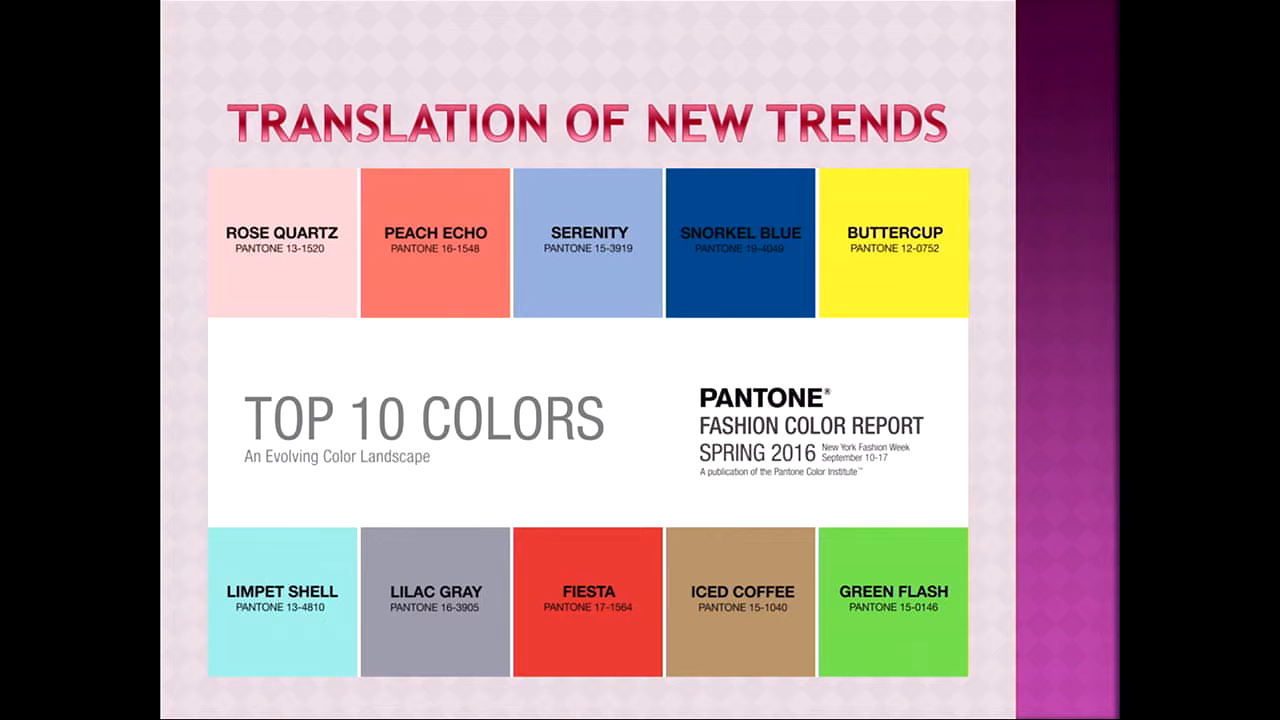 TRANSLATION OF NEW TRENDS
ROSE QUARTZ
PANTONE 13-1520
PEACH ECHO
PANTONE 16-1548
SERENITY
PANTONE 15-3919
SNORKEL BLUE
PANTONE 19-4049
BUTTERCUP
PANTONE 12-0752
TOP 10 COLORS
An Evolving Color Landscape
PANTONE®
FASHION COLOR REPORT
SPRING 2016 New York Fashion Week
September 10-17
A publication of the Pantone Color Institute™
LIMPET SHELL
PANTONE 13-4810
LILAC GRAY
PANTONE 16-3905
FIESTA
PANTONE 17-1564
ICED COFFEE
PANTONE 15-1040
GREEN FLASH
PANTONE 15-0146